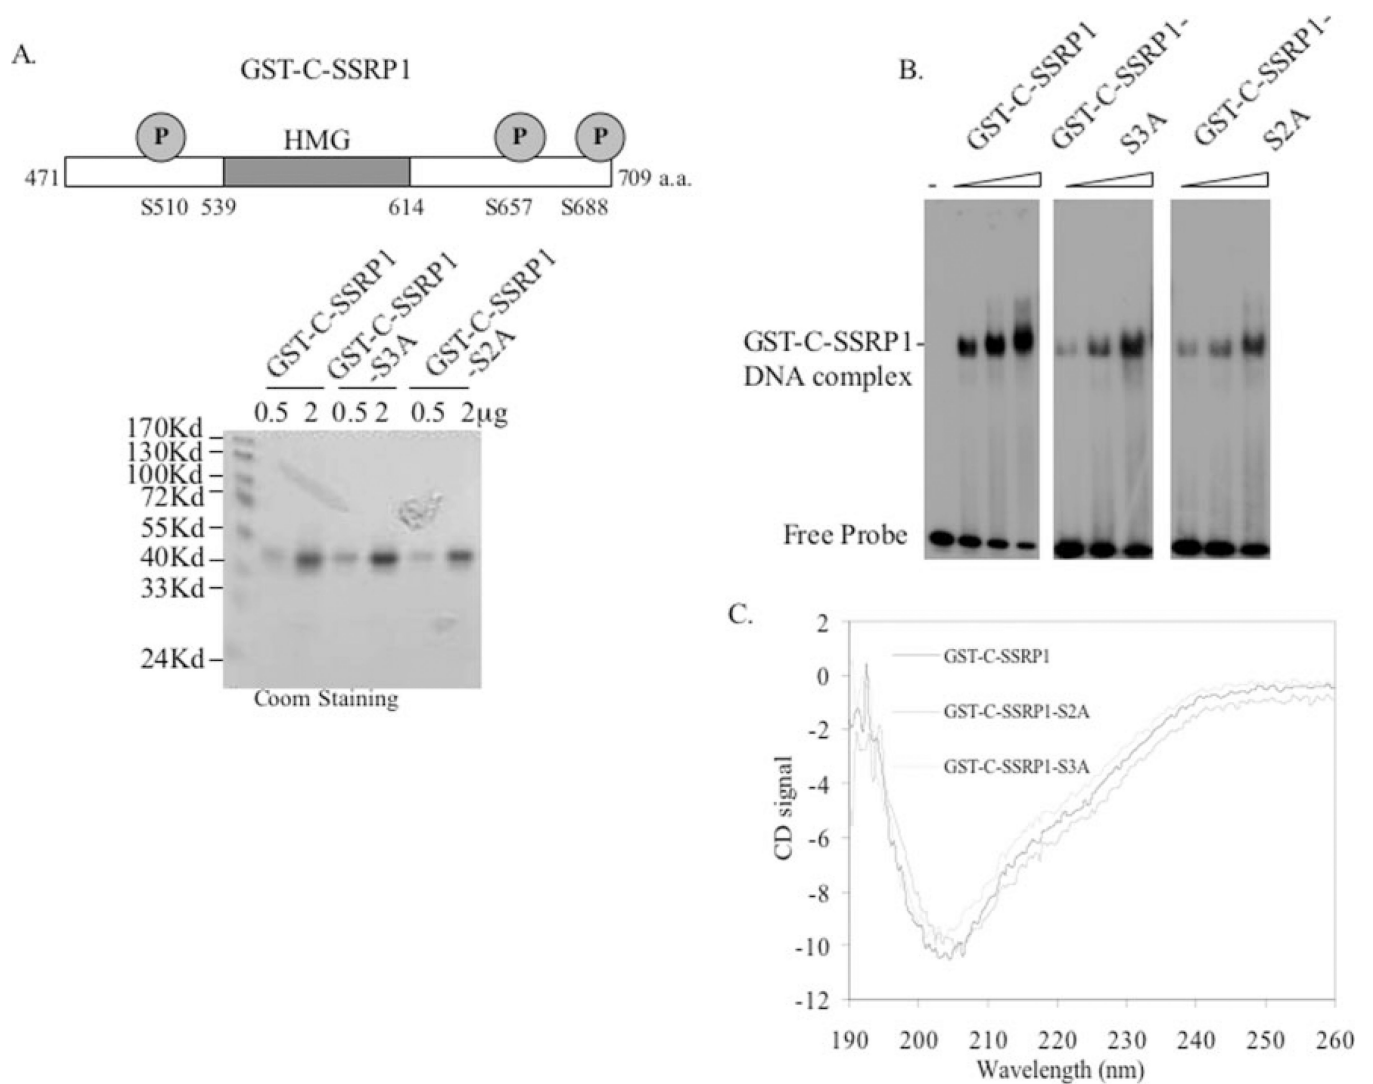 A.
GST-C-SSRP1
P
HMG
P
P
471
709 a.a.
S510
539
614
S657
S688
GST-C-SSRP1
GST-C-SSRP1
-S3A
GST-C-SSRP1
-S2A
0.5 2 0.5 2 0.5 2µg
170Kd
130Kd
100Kd
72Kd
55Kd
40Kd
33Kd
24Kd
Coom Staining
B.
GST-C-SSRP1
GST-C-SSRP1-
S3A
GST-C-SSRP1-
S2A
-
GST-C-SSRP1-
DNA complex
Free Probe
C.
2
0
-2
-4
-6
-8
-10
-12
CD signal
GST-C-SSRP1
GST-C-SSRP1-S2A
GST-C-SSRP1-S3A
190 200 210 220 230 240 250 260
Wavelength (nm)